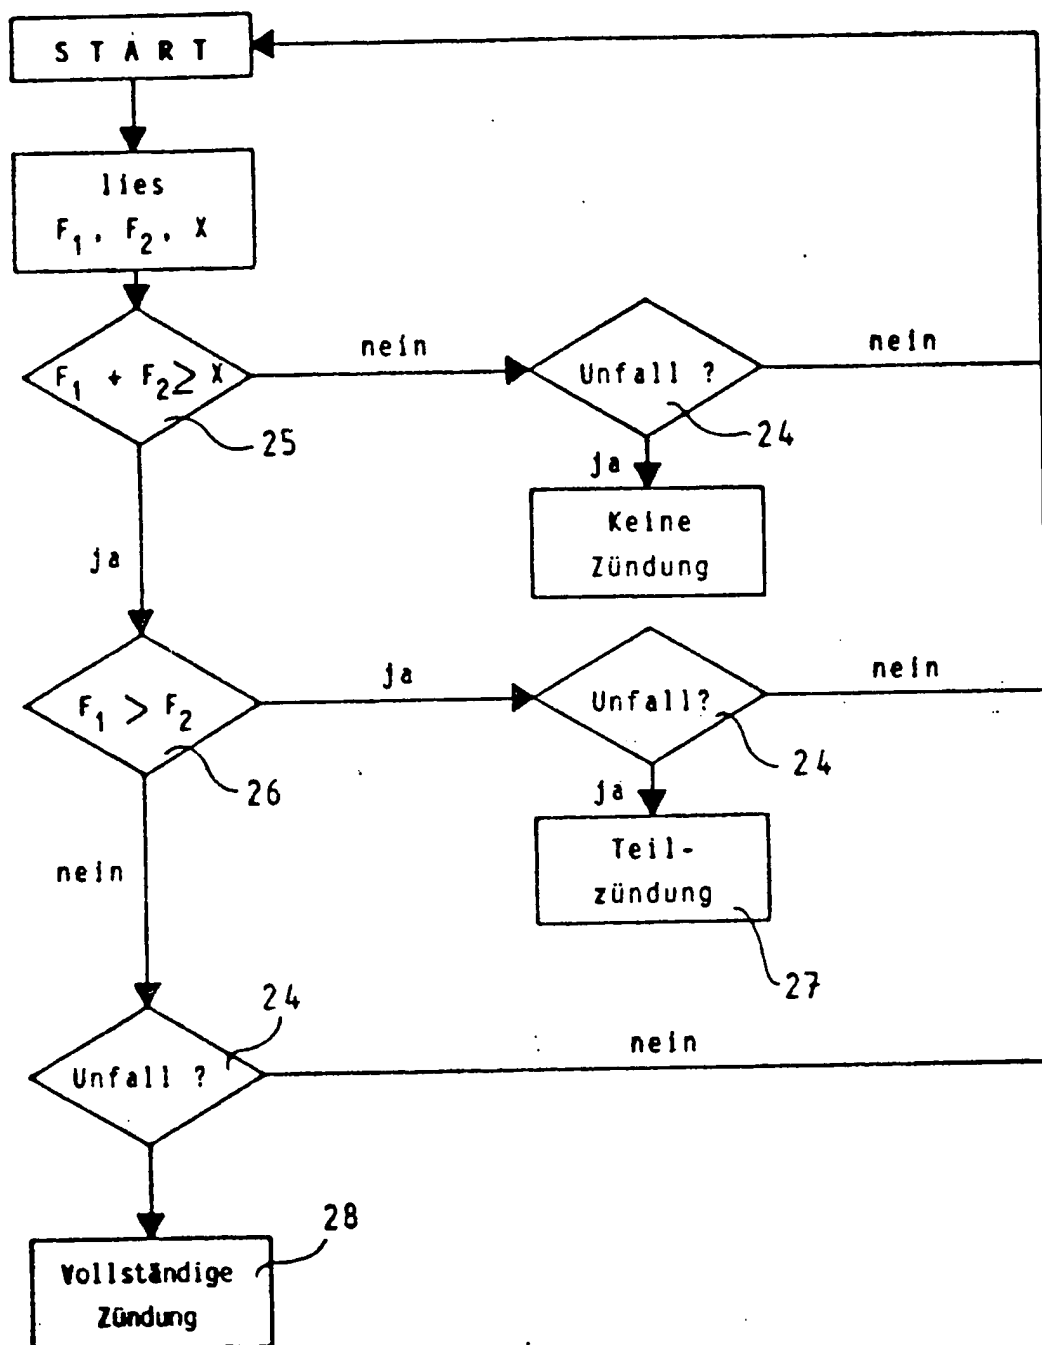 START
lies
F₁, F₂, X
F₁ + F₂ ≥ X
25
nein
Unfall ?
24
nein
ja
Keine
Zündung
ja
F₁ > F₂
26
ja
Unfall?
24
nein
ja
Teil-
zündung
27
nein
24
Unfall ?
nein
28
Vollständige
Zündung